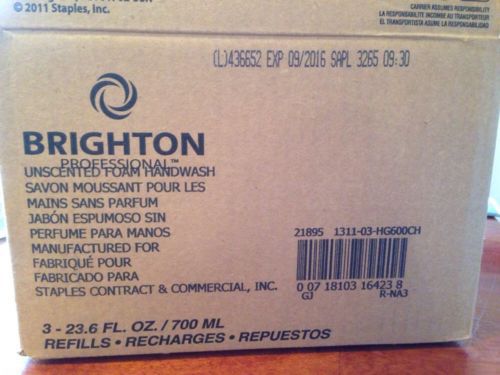 © 2011 Staples, Inc.
CARRIER ASSUMES RESPONSIBILITY
LA RESPONSABILITÉ INCOMBE AU TRANSPORTEUR
EL TRANSPORTISTA ASUME RESPONSABILIDAD
(L)436652 EXP 09/2016 SAPL 3265 09:30
BRIGHTON
PROFESSIONAL™
UNSCENTED FOAM HANDWASH
SAVON MOUSSANT POUR LES
MAINS SANS PARFUM
JABÓN ESPUMOSO SIN
PERFUME PARA MANOS
MANUFACTURED FOR
FABRIQUÉ POUR
FABRICADO PARA
STAPLES CONTRACT & COMMERCIAL, INC.
21895 1311-03-HG600CH
0 07 18103 16423 8
GJ R-NA3
3 - 23.6 FL. OZ. / 700 ML
REFILLS • RECHARGES • REPUESTOS